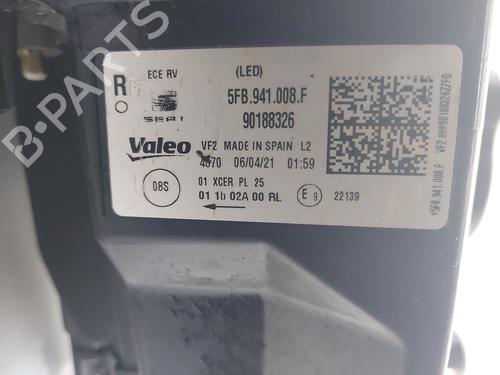 R
ECE RV
(LED)
SEAT
5FB.941.008.F
90188326
Valeo
VF2 MADE IN SPAIN L2
4570 06/04/21 01:59
08S
01 XCER PL 25
01 1b 02A 00 RL
E 9
22139
B-PARTS